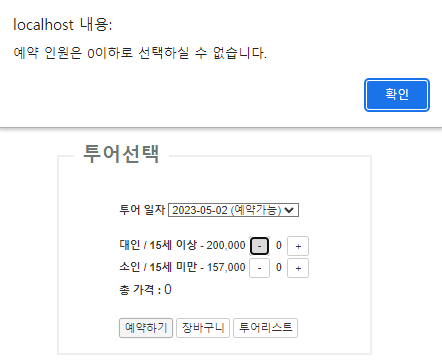 localhost 내용:
예약 인원은 0이하로 선택하실 수 없습니다.
확인
투어선택
투어 일자 2023-05-02 (예약가능)
대인 / 15세 이상 - 200,000 - 0 +
소인 / 15세 미만 - 157,000 - 0 +
총 가격 : 0
예약하기 장바구니 투어리스트